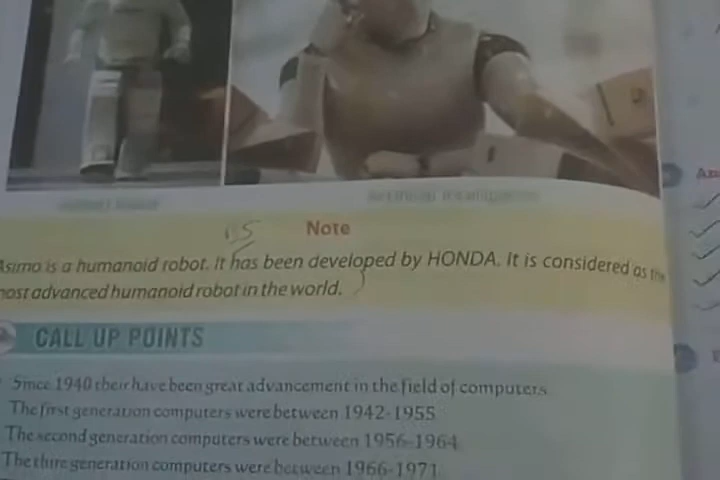 Note
Asimo is a humanoid robot. It has been developed by HONDA. It is considered as the
most advanced humanoid robot in the world.
CALL UP POINTS
Since 1940 their have been great advancement in the field of computers
The first generation computers were between 1942-1955
The second generation computers were between 1956-1964
The thire generation computers were between 1966-1971